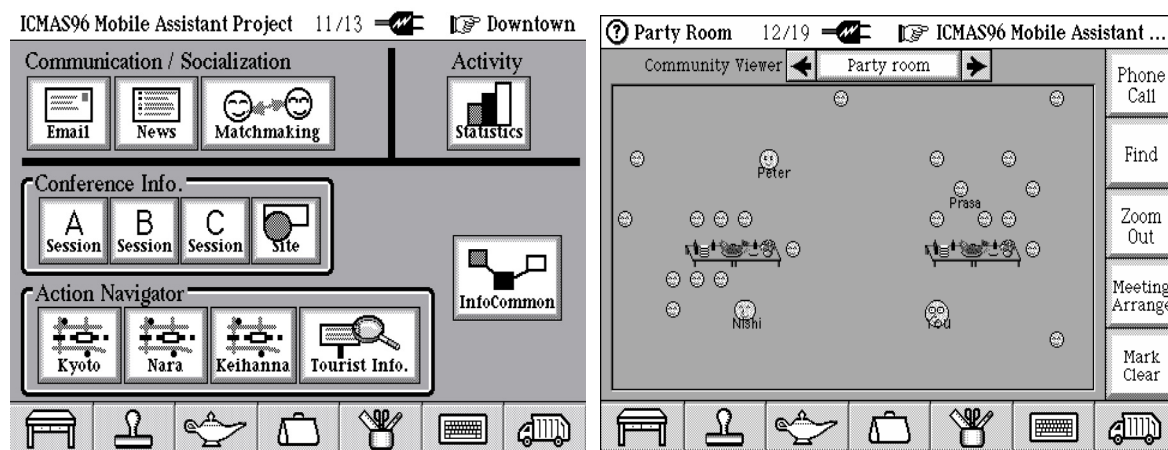 ICMAS96 Mobile Assistant Project 11/13 Downtown
Communication / Socialization
Activity
Email
News
Matchmaking
Statistics
Conference Info.
A Session
B Session
C Session
Site
InfoCommon
Action Navigator
Kyoto
Nara
Keihanna
Tourist Info.
? Party Room 12/19 ICMAS96 Mobile Assistant ...
Community Viewer Party room
Peter
Prasa
Nishi
You
Phone
Call
Find
Zoom
Out
Meeting
Arrange
Mark
Clear